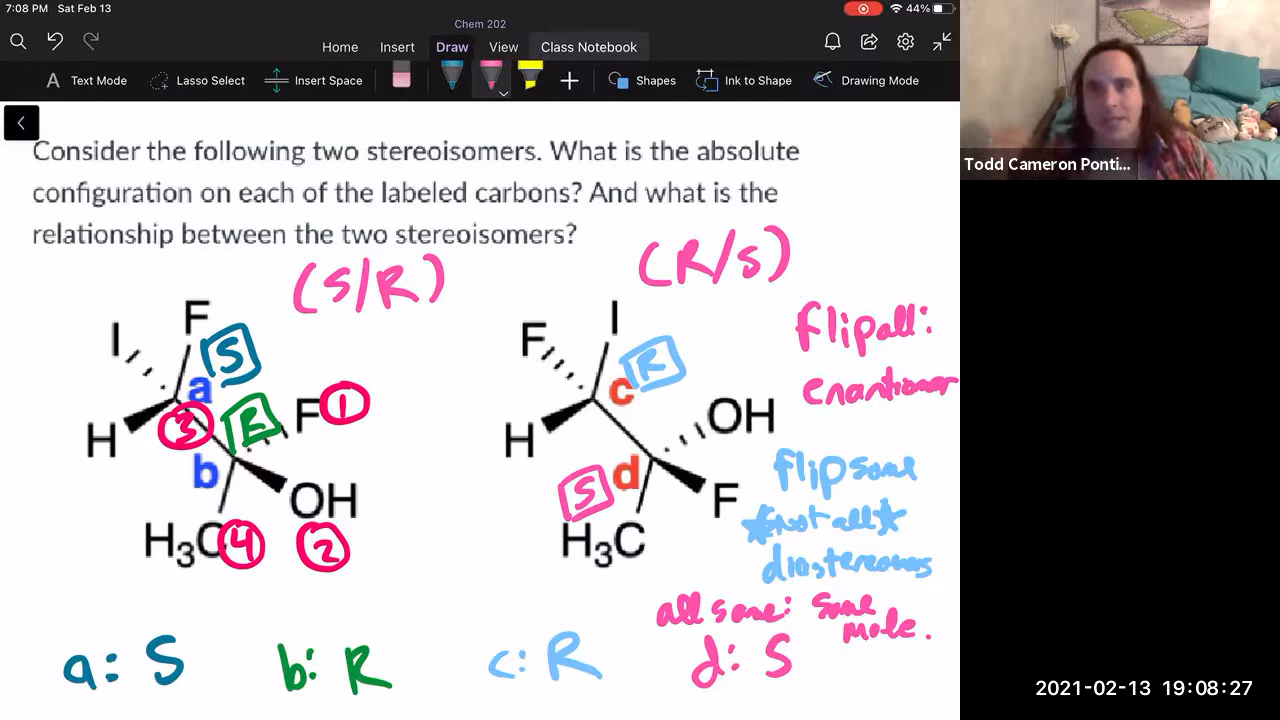 7:08 PM Sat Feb 13
44%
Chem 202
Home Insert Draw View Class Notebook
Text Mode Lasso Select Insert Space Shapes Ink to Shape Drawing Mode
Todd Cameron Ponti...
Consider the following two stereoisomers. What is the absolute
configuration on each of the labeled carbons? And what is the
relationship between the two stereoisomers?
(S/R)
(R/S)
I F S
a
H 3 R F 1
b
OH
H3C 4 2
F I R
c
H OH
S d
F
H3C
flip all:
enantiomer
flip some
*not all*
diastereomers
all same: same
mole.
a: S b: R c: R d: S
2021-02-13 19:08:27